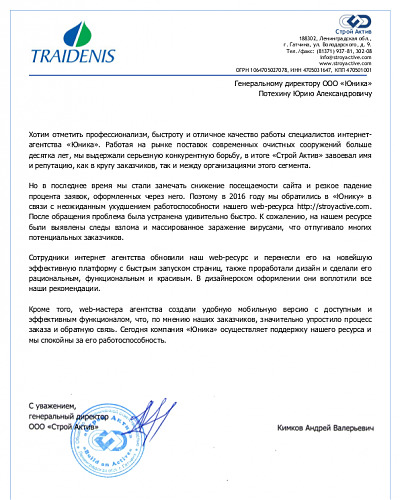 TRAIDENIS
Строй Актив
188302, Ленинградская обл.,
г. Гатчина, ул. Володарского, д. 9.
Тел./факс: (81371) 937-81, 302-08
info@stroyactive.com
www.stroyactive.com
ОГРН 1064705027078, ИНН 4705031647, КПП 470501001
Генеральному директору ООО «Юника»
Потехину Юрию Александровичу
Хотим отметить профессионализм, быстроту и отличное качество работы специалистов интернет-
агентства «Юника». Работая на рынке поставок современных очистных сооружений больше
десятка лет, мы выдержали серьезную конкурентную борьбу, в итоге «Строй Актив» завоевал имя
и репутацию, как в кругу заказчиков, так и между организациями этого сегмента.
Но в последнее время мы стали замечать снижение посещаемости сайта и резкое падение
процента заявок, оформленных через него. Поэтому в 2016 году мы обратились в «Юнику» в
связи с неожиданным ухудшением работоспособности нашего web-ресурса http://stroyactive.com.
После обращения проблема была устранена удивительно быстро. К сожалению, на нашем ресурсе
были выявлены следы взлома и массированное заражение вирусами, что отпугивало многих
потенциальных заказчиков.
Сотрудники интернет агентства обновили наш web-ресурс и перенесли его на новейшую
эффективную платформу с быстрым запуском страниц, также проработали дизайн и сделали его
рациональным, функциональным и красивым. В дизайнерском оформлении они воплотили все
наши рекомендации.
Кроме того, web-мастера агентства создали удобную мобильную версию с доступным и
эффективным функционалом, что, по мнению наших заказчиков, значительно упростило процесс
заказа и обратную связь. Сегодня компания «Юника» осуществляет поддержку нашего ресурса и
мы спокойны за его работоспособность.
С уважением,
генеральный директор
ООО «Строй Актив»
Кимков Андрей Валерьевич
«Строй Актив»
«Build an Active»